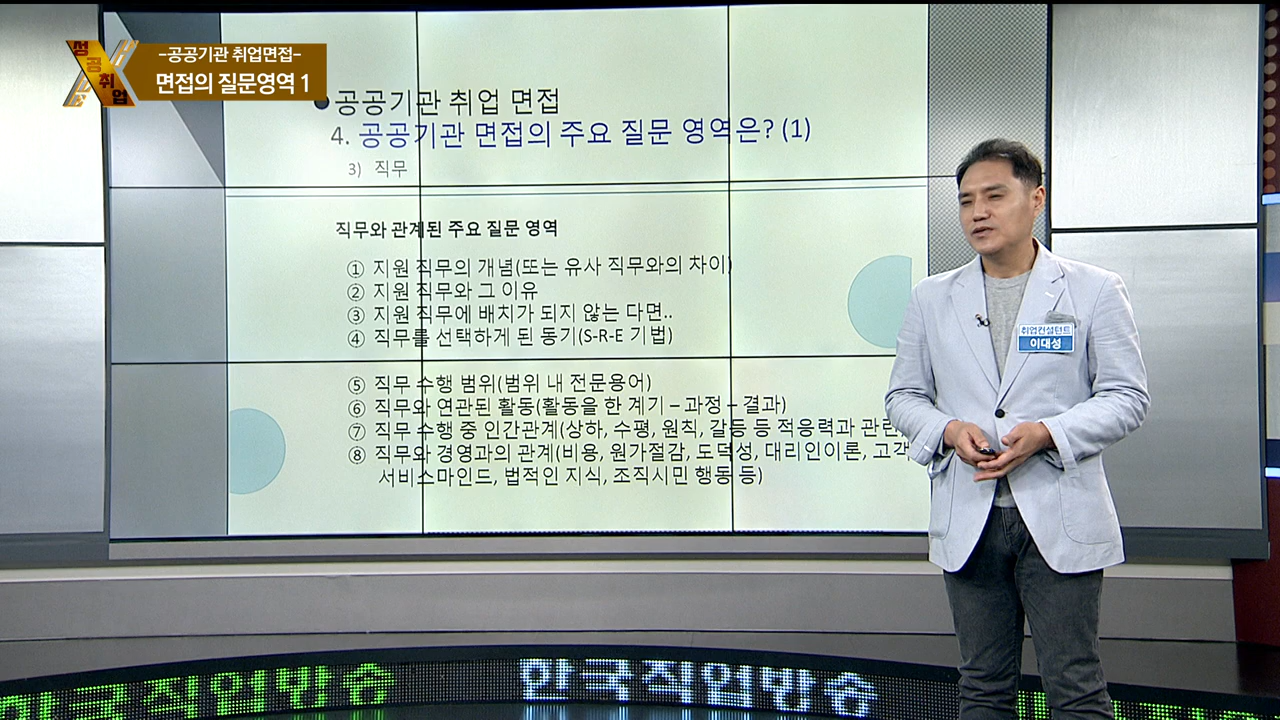 성공취업
-공공기관 취업면접-
면접의 질문영역 1
●공공기관 취업 면접
4. 공공기관 면접의 주요 질문 영역은? (1)
3) 직무
직무와 관계된 주요 질문 영역
① 지원 직무의 개념(또는 유사 직무와의 차이)
② 지원 직무와 그 이유
③ 지원 직무에 배치가 되지 않는 다면..
④ 직무를 선택하게 된 동기(S-R-E 기법)
⑤ 직무 수행 범위(범위 내 전문용어)
⑥ 직무와 연관된 활동(활동을 한 계기 – 과정 – 결과)
⑦ 직무 수행 중 인간관계(상하, 수평, 원칙, 갈등 등 적응력과 관련
⑧ 직무와 경영과의 관계(비용, 원가절감, 도덕성, 대리인이론, 고객
서비스마인드, 법적인 지식, 조직시민 행동 등)
취업컨설턴트
이대성
한국직업방송 한국직업방송